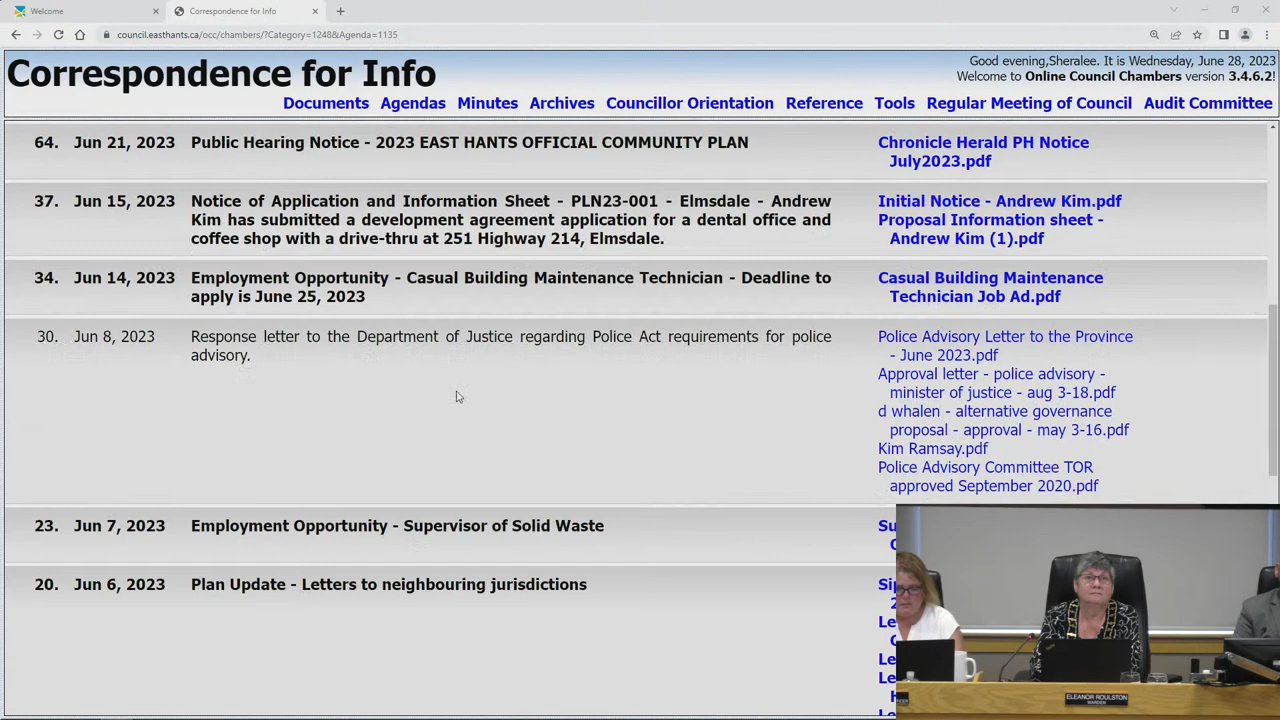 Welcome
Correspondence for Info
council.easthants.ca/occ/chambers/?Category=1248&Agenda=1135
Correspondence for Info
Good evening,Sheralee. It is Wednesday, June 28, 2023
Welcome to Online Council Chambers version 3.4.6.2!
Documents Agendas Minutes Archives Councillor Orientation Reference Tools Regular Meeting of Council Audit Committee
64. Jun 21, 2023 Public Hearing Notice - 2023 EAST HANTS OFFICIAL COMMUNITY PLAN
Chronicle Herald PH Notice
July2023.pdf
37. Jun 15, 2023 Notice of Application and Information Sheet - PLN23-001 - Elmsdale - Andrew
Kim has submitted a development agreement application for a dental office and
coffee shop with a drive-thru at 251 Highway 214, Elmsdale.
Initial Notice - Andrew Kim.pdf
Proposal Information sheet -
Andrew Kim (1).pdf
34. Jun 14, 2023 Employment Opportunity - Casual Building Maintenance Technician - Deadline to
apply is June 25, 2023
Casual Building Maintenance
Technician Job Ad.pdf
30. Jun 8, 2023 Response letter to the Department of Justice regarding Police Act requirements for police
advisory.
Police Advisory Letter to the Province
- June 2023.pdf
Approval letter - police advisory -
minister of justice - aug 3-18.pdf
d whalen - alternative governance
proposal - approval - may 3-16.pdf
Kim Ramsay.pdf
Police Advisory Committee TOR
approved September 2020.pdf
23. Jun 7, 2023 Employment Opportunity - Supervisor of Solid Waste
Su
20. Jun 6, 2023 Plan Update - Letters to neighbouring jurisdictions
Sip
2
Le
Le
Le
ELEANOR ROULSTON
WARDEN